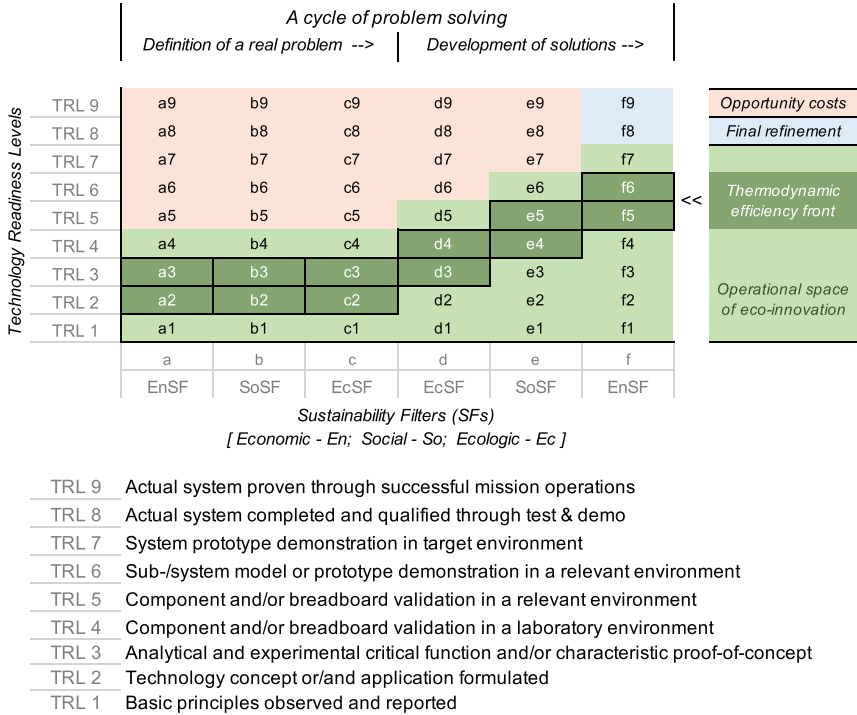 A cycle of problem solving
Definition of a real problem --> Development of solutions -->
Technology Readiness Levels
TRL 9 a9 b9 c9 d9 e9 f9 Opportunity costs
TRL 8 a8 b8 c8 d8 e8 f8 Final refinement
TRL 7 a7 b7 c7 d7 e7 f7
TRL 6 a6 b6 c6 d6 e6 f6 << Thermodynamic
TRL 5 a5 b5 c5 d5 e5 f5 efficiency front
TRL 4 a4 b4 c4 d4 e4 f4
TRL 3 a3 b3 c3 d3 e3 f3 Operational space
TRL 2 a2 b2 c2 d2 e2 f2 of eco-innovation
TRL 1 a1 b1 c1 d1 e1 f1
a b c d e f
EnSF SoSF EcSF EcSF SoSF EnSF
Sustainability Filters (SFs)
[ Economic - En; Social - So; Ecologic - Ec ]
TRL 9 Actual system proven through successful mission operations
TRL 8 Actual system completed and qualified through test & demo
TRL 7 System prototype demonstration in target environment
TRL 6 Sub-/system model or prototype demonstration in a relevant environment
TRL 5 Component and/or breadboard validation in a relevant environment
TRL 4 Component and/or breadboard validation in a laboratory environment
TRL 3 Analytical and experimental critical function and/or characteristic proof-of-concept
TRL 2 Technology concept or/and application formulated
TRL 1 Basic principles observed and reported